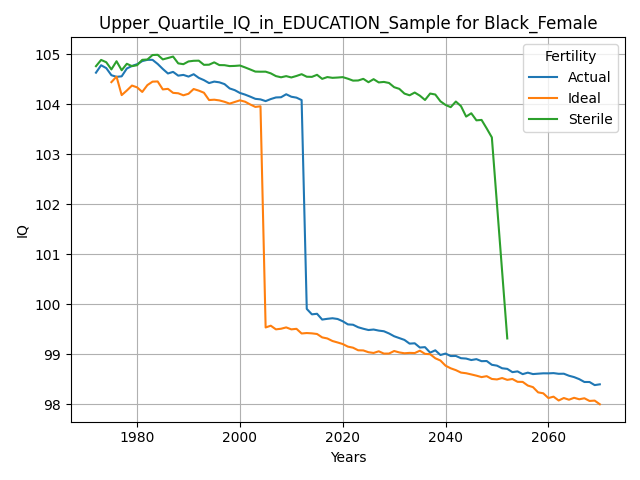 Upper_Quartile_IQ_in_EDUCATION_Sample for Black_Female
Fertility
Actual
Ideal
Sterile
105
104
103
102
101
100
99
98
IQ
1980 2000 2020 2040 2060
Years